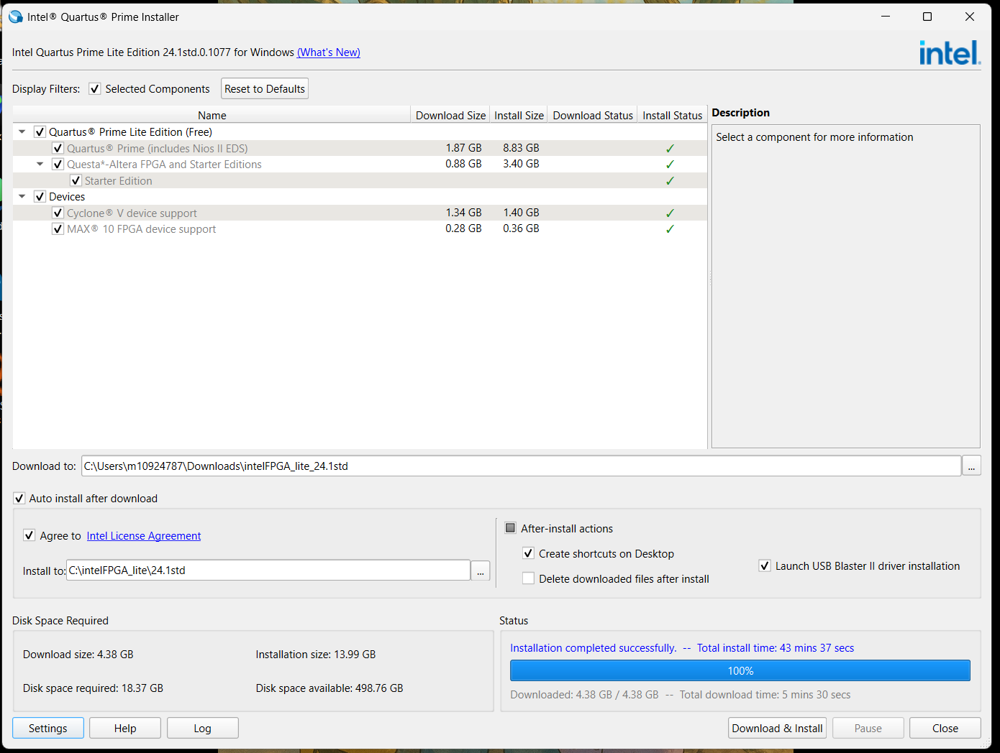 Intel® Quartus® Prime Installer
Intel Quartus Prime Lite Edition 24.1std.0.1077 for Windows (What's New)
intel.
Display Filters: Selected Components Reset to Defaults
Name Download Size Install Size Download Status Install Status
Quartus® Prime Lite Edition (Free)
Quartus® Prime (includes Nios II EDS) 1.87 GB 8.83 GB
Questa*-Altera FPGA and Starter Editions 0.88 GB 3.40 GB
Starter Edition
Devices
Cyclone® V device support 1.34 GB 1.40 GB
MAX® 10 FPGA device support 0.28 GB 0.36 GB
Description
Select a component for more information
Download to: C:\Users\m10924787\Downloads\intelFPGA_lite_24.1std ...
Auto install after download
Agree to Intel License Agreement
Install to: C:\intelFPGA_lite\24.1std ...
After-install actions
Create shortcuts on Desktop
Delete downloaded files after install
Launch USB Blaster II driver installation
Disk Space Required
Download size: 4.38 GB Installation size: 13.99 GB
Disk space required: 18.37 GB Disk space available: 498.76 GB
Status
Installation completed successfully. -- Total install time: 43 mins 37 secs
100%
Downloaded: 4.38 GB / 4.38 GB -- Total download time: 5 mins 30 secs
Settings Help Log Download & Install Pause Close